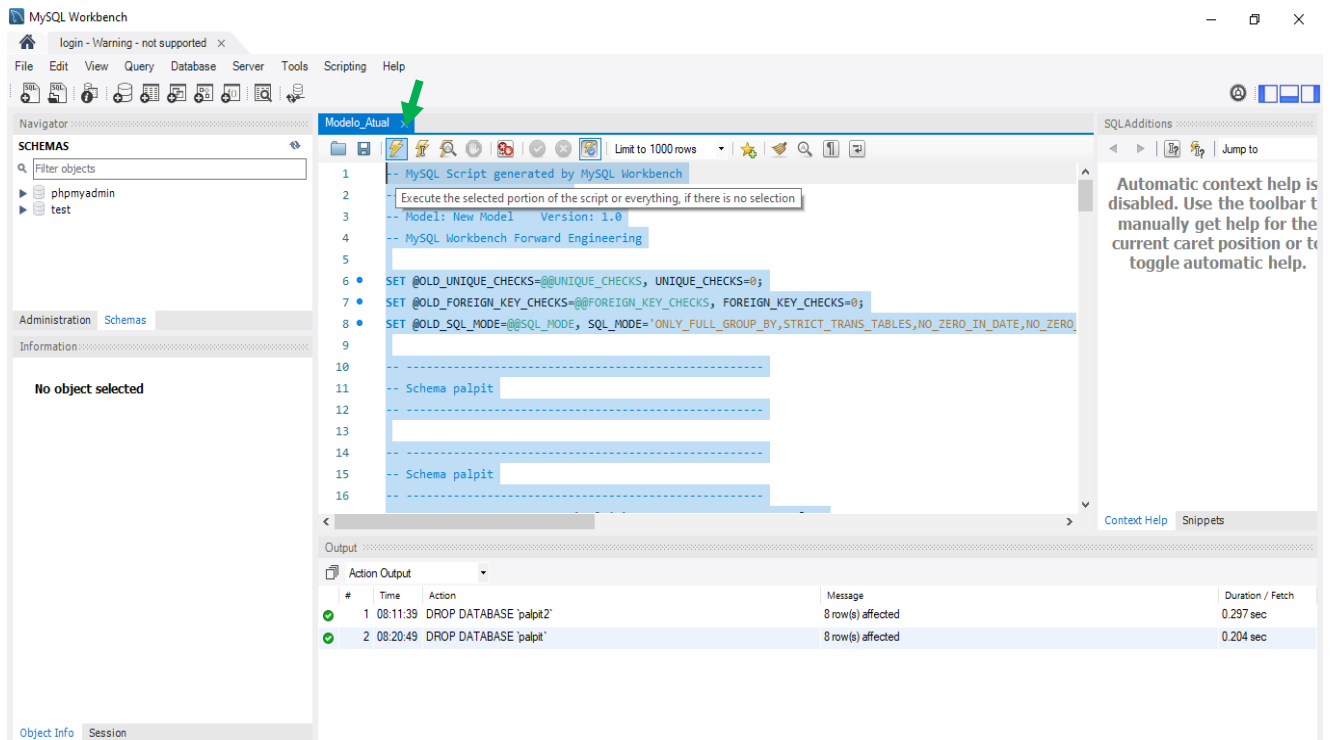 MySQL Workbench
login - Warning - not supported
File Edit View Query Database Server Tools Scripting Help
Navigator
SCHEMAS
Filter objects
phpmyadmin
test
Administration Schemas
Information
No object selected
Object Info Session
Modelo_Atual
Limit to 1000 rows
Execute the selected portion of the script or everything, if there is no selection
1 -- MySQL Script generated by MySQL Workbench
2 --
3 -- Model: New Model Version: 1.0
4 -- MySQL Workbench Forward Engineering
5
6 SET @OLD_UNIQUE_CHECKS=@@UNIQUE_CHECKS, UNIQUE_CHECKS=0;
7 SET @OLD_FOREIGN_KEY_CHECKS=@@FOREIGN_KEY_CHECKS, FOREIGN_KEY_CHECKS=0;
8 SET @OLD_SQL_MODE=@@SQL_MODE, SQL_MODE='ONLY_FULL_GROUP_BY,STRICT_TRANS_TABLES,NO_ZERO_IN_DATE,NO_ZERO_
9
10 -- -----------------------------------------------------
11 -- Schema palpit
12 -- -----------------------------------------------------
13
14 -- -----------------------------------------------------
15 -- Schema palpit
16 -- -----------------------------------------------------
SQLAdditions
Jump to
Automatic context help is
disabled. Use the toolbar t
manually get help for the
current caret position or to
toggle automatic help.
Context Help Snippets
Output
Action Output
# Time Action Message Duration / Fetch
1 08:11:39 DROP DATABASE `palpit2` 8 row(s) affected 0.297 sec
2 08:20:49 DROP DATABASE `palpit` 8 row(s) affected 0.204 sec